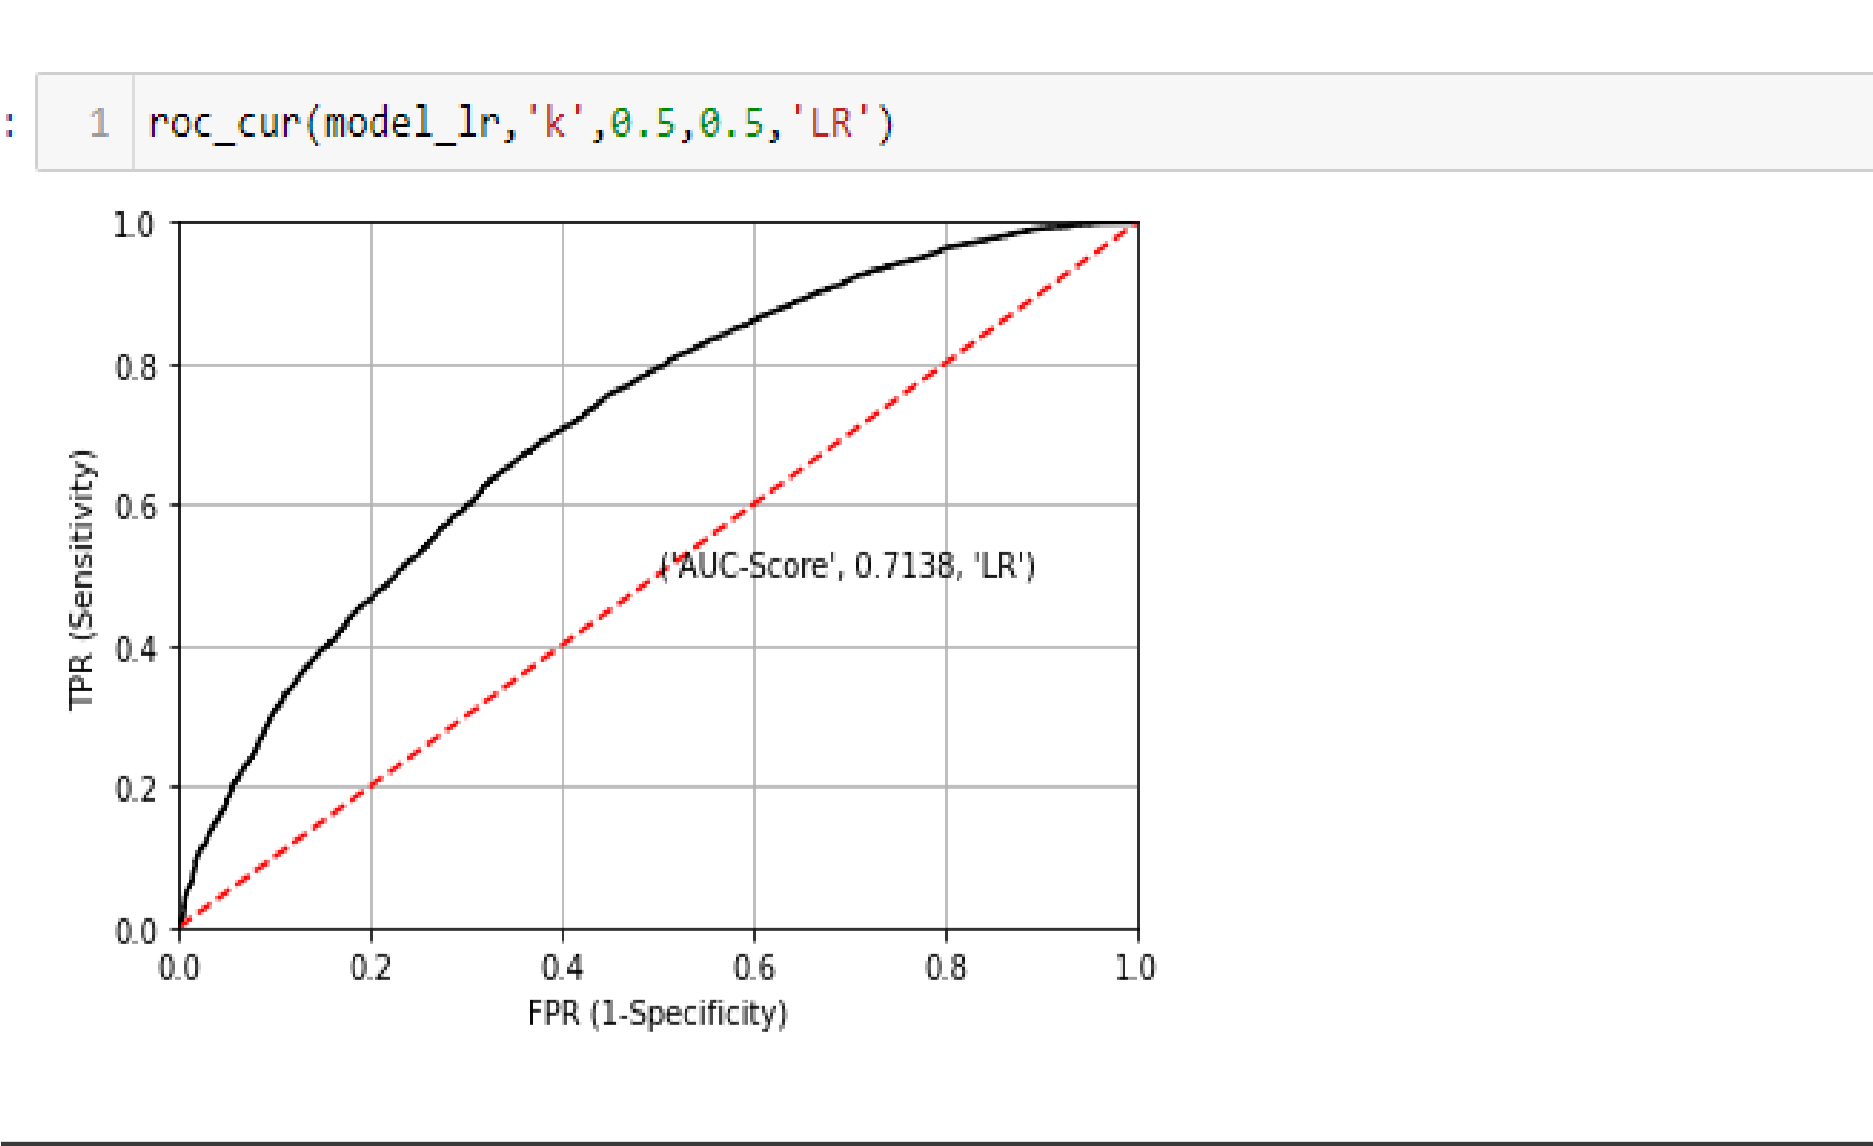 :
1 roc_cur(model_lr,'k',0.5,0.5,'LR')
1.0
0.8
0.6
0.4
0.2
0.0
TPR (Sensitivity)
('AUC-Score', 0.7138, 'LR')
0.0 0.2 0.4 0.6 0.8 1.0
FPR (1-Specificity)